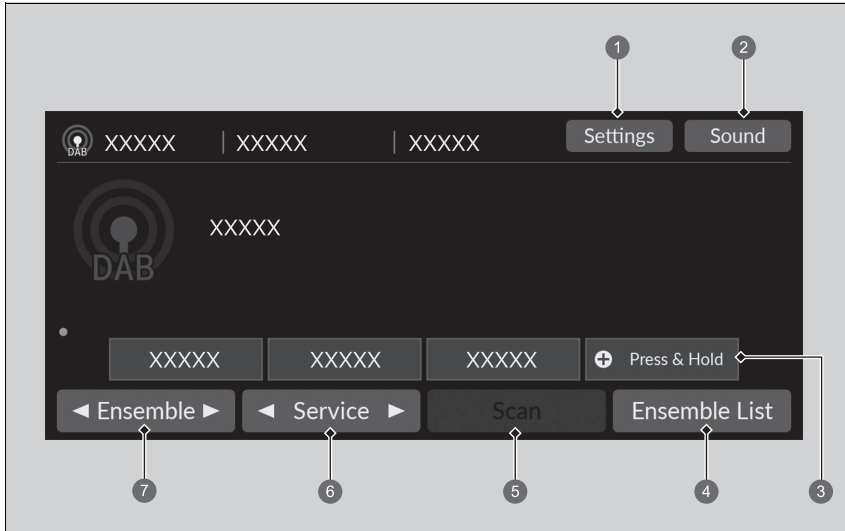 1 2
DAB XXXXX | XXXXX | XXXXX Settings Sound
XXXXX
DAB
XXXXX XXXXX XXXXX Press & Hold
3
◄ Ensemble ► ◄ Service ► Scan Ensemble List
7 6 5 4